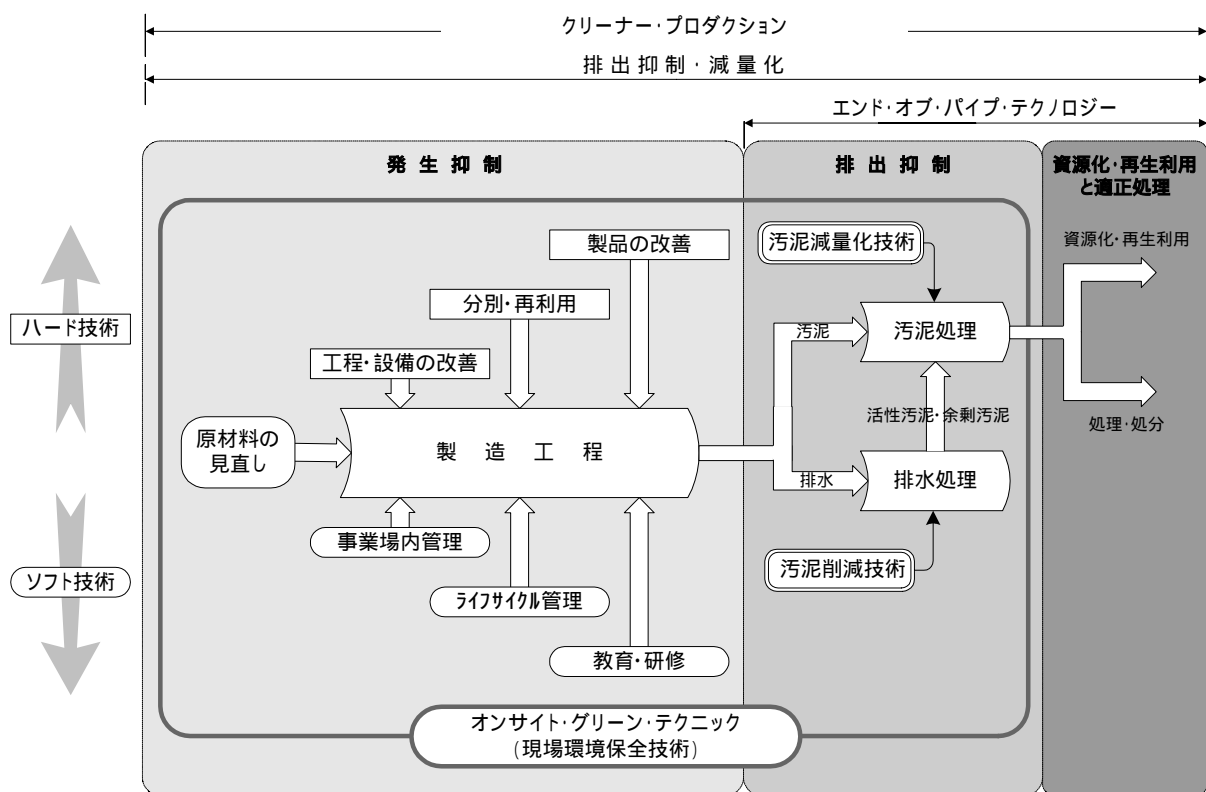 クリーナー・プロダクション
排出抑制・減量化
エンド・オブ・パイプ・テクノロジー
発生抑制
排出抑制
資源化・再生利用
と適正処理
製品の改善
汚泥減量化技術
資源化・再生利用
分別・再利用
ハード技術
汚泥
汚泥処理
工程・設備の改善
活性汚泥・余剰汚泥
処理・処分
原材料の
見直し
製造工程
排水
排水処理
事業場内管理
汚泥削減技術
ソフト技術
ライフサイクル管理
教育・研修
オンサイト・グリーン・テクニック
(現場環境保全技術)